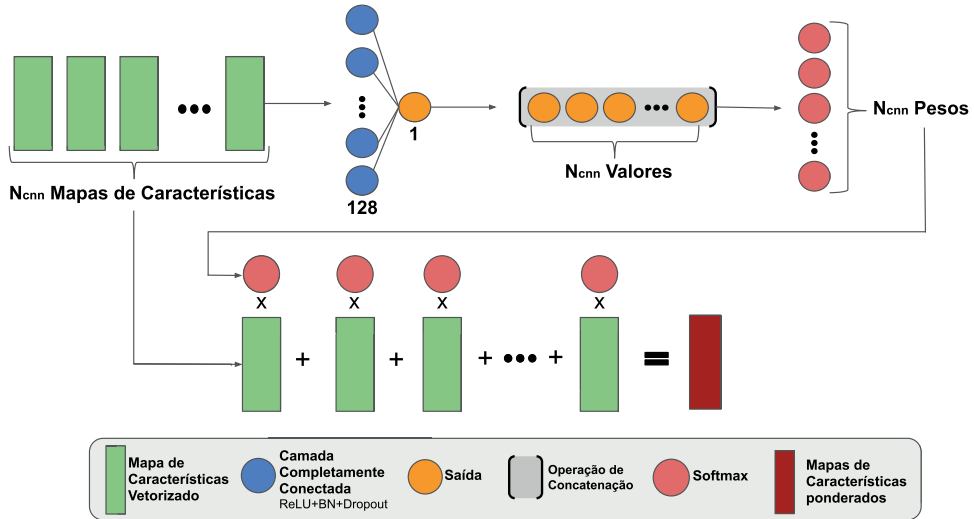 1
128
Ncnn Mapas de Características
Ncnn Valores
Ncnn Pesos
x
x
x
x
+
+
+
+
=
Mapa de
Características
Vetorizado
Camada
Completamente
Conectada
ReLU+BN+Dropout
Saída
Operação de
Concatenação
Softmax
Mapas de
Características
ponderados